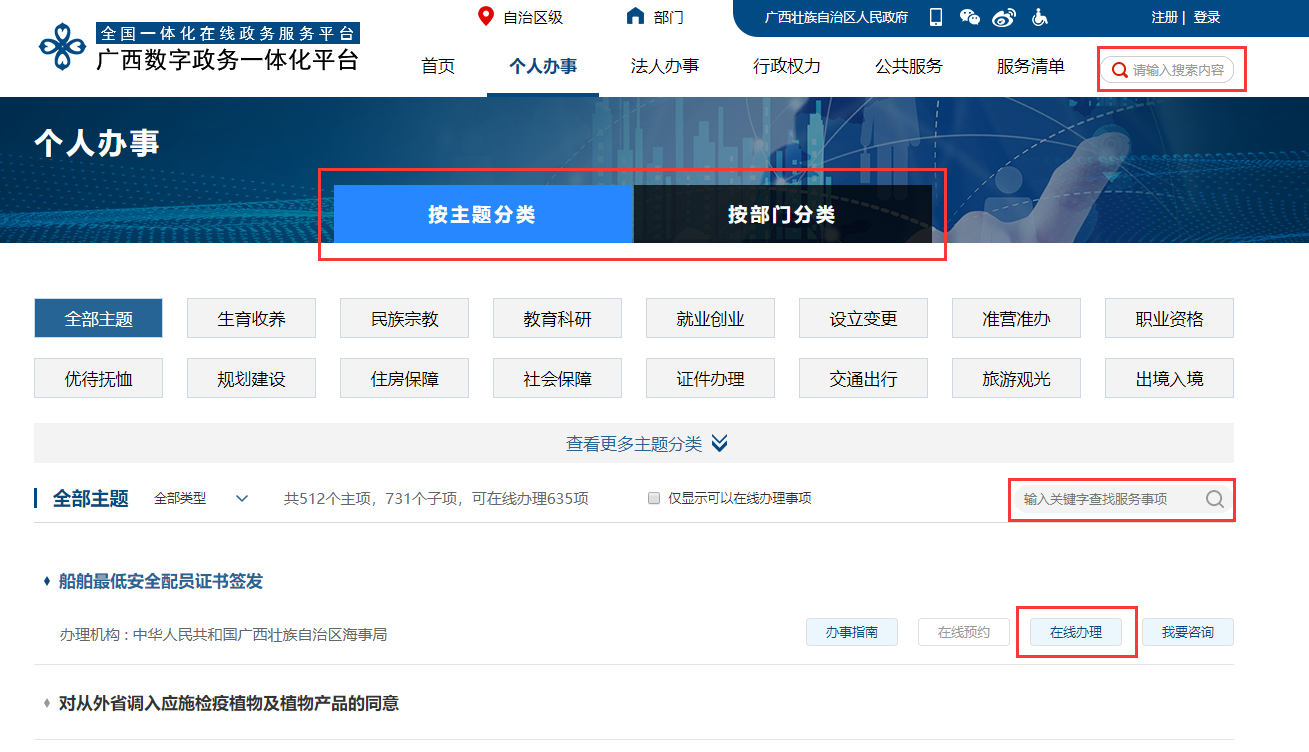 自治区级 部门 广西壮族自治区人民政府 注册 | 登录
全国一体化在线政务服务平台
广西数字政务一体化平台
首页 个人办事 法人办事 行政权力 公共服务 服务清单 请输入搜索内容
个人办事
按主题分类 按部门分类
全部主题 生育收养 民族宗教 教育科研 就业创业 设立变更 准营准办 职业资格
优待抚恤 规划建设 住房保障 社会保障 证件办理 交通出行 旅游观光 出境入境
查看更多主题分类
全部主题 全部类型 共512个主项，731个子项，可在线办理635项 仅显示可以在线办理事项 输入关键字查找服务事项
船舶最低安全配员证书签发
办理机构 : 中华人民共和国广西壮族自治区海事局 办事指南 在线预约 在线办理 我要咨询
对从外省调入应施检疫植物及植物产品的同意